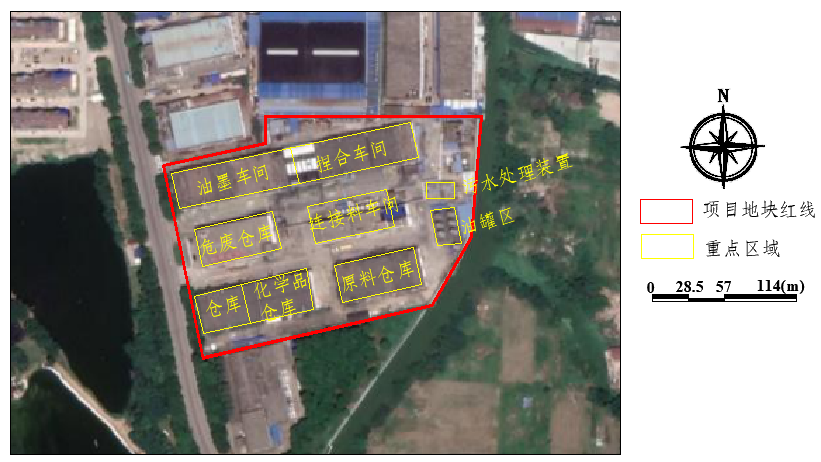 N
油墨车间
捏合车间
污水处理装置
连接料车间
油罐区
危废仓库
原料仓库
仓库
化学品
仓库
项目地块红线
重点区域
0 28.5 57 114(m)